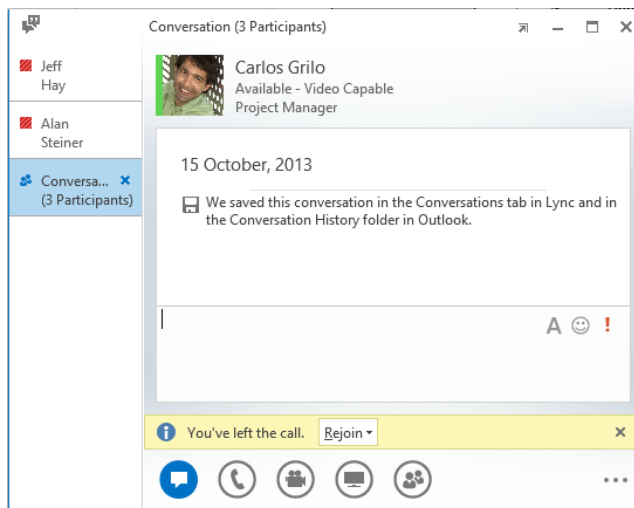 Conversation (3 Participants)
Jeff
Hay
Alan
Steiner
Conversa...
(3 Participants)
Carlos Grilo
Available - Video Capable
Project Manager
15 October, 2013
We saved this conversation in the Conversations tab in Lync and in
the Conversation History folder in Outlook.
A
!
You've left the call. Rejoin